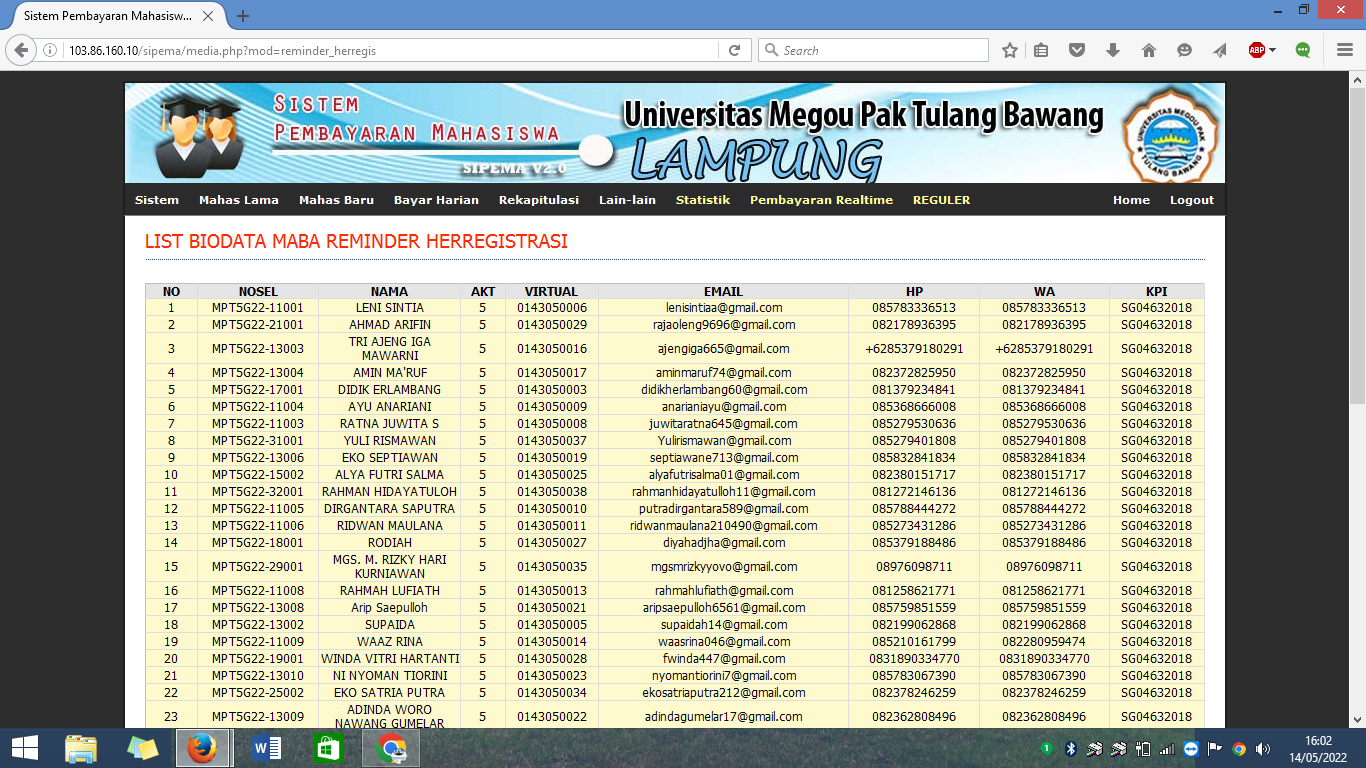 Sistem Pembayaran Mahasisw...
103.86.160.10/sipema/media.php?mod=reminder_herregis
Search
ABP
SISTEM
PEMBAYARAN MAHASISWA
SIPEMA V2.0
Universitas Megou Pak Tulang Bawang
LAMPUNG
UNIVERSITAS MEGOU PAK
TULANG BAWANG
Sistem Mahas Lama Mahas Baru Bayar Harian Rekapitulasi Lain-lain Statistik Pembayaran Realtime REGULER Home Logout
LIST BIODATA MABA REMINDER HERREGISTRASI
NO NOSEL NAMA AKT VIRTUAL EMAIL HP WA KPI
1 MPT5G22-11001 LENI SINTIA 5 0143050006 lenisintiaa@gmail.com 085783336513 085783336513 SG04632018
2 MPT5G22-21001 AHMAD ARIFIN 5 0143050029 rajaoleng9696@gmail.com 082178936395 082178936395 SG04632018
3 MPT5G22-13003 TRI AJENG IGA MAWARNI 5 0143050016 ajengiga665@gmail.com +6285379180291 +6285379180291 SG04632018
4 MPT5G22-13004 AMIN MA'RUF 5 0143050017 aminmaruf74@gmail.com 082372825950 082372825950 SG04632018
5 MPT5G22-17001 DIDIK ERLAMBANG 5 0143050003 didikherlambang60@gmail.com 081379234841 081379234841 SG04632018
6 MPT5G22-11004 AYU ANARIANI 5 0143050009 anarianiayu@gmail.com 085368666008 085368666008 SG04632018
7 MPT5G22-11003 RATNA JUWITA S 5 0143050008 juwitaratna645@gmail.com 085279530636 085279530636 SG04632018
8 MPT5G22-31001 YULI RISMAWAN 5 0143050037 Yulirismawan@gmail.com 085279401808 085279401808 SG04632018
9 MPT5G22-13006 EKO SEPTIAWAN 5 0143050019 septiawane713@gmail.com 085832841834 085832841834 SG04632018
10 MPT5G22-15002 ALYA FUTRI SALMA 5 0143050025 alyafutrisalma01@gmail.com 082380151717 082380151717 SG04632018
11 MPT5G22-32001 RAHMAN HIDAYATULOH 5 0143050038 rahmanhidayatulloh11@gmail.com 081272146136 081272146136 SG04632018
12 MPT5G22-11005 DIRGANTARA SAPUTRA 5 0143050010 putradirgantara589@gmail.com 085788444272 085788444272 SG04632018
13 MPT5G22-11006 RIDWAN MAULANA 5 0143050011 ridwanmaulana210490@gmail.com 085273431286 085273431286 SG04632018
14 MPT5G22-18001 RODIAH 5 0143050027 diyahadjha@gmail.com 085379188486 085379188486 SG04632018
15 MPT5G22-29001 MGS. M. RIZKY HARI KURNIAWAN 5 0143050035 mgsmrizkyyovo@gmail.com 08976098711 08976098711 SG04632018
16 MPT5G22-11008 RAHMAH LUFIATH 5 0143050013 rahmahlufiath@gmail.com 081258621771 081258621771 SG04632018
17 MPT5G22-13008 Arip Saepulloh 5 0143050021 aripsaepulloh6561@gmail.com 085759851559 085759851559 SG04632018
18 MPT5G22-13002 SUPAIDA 5 0143050005 supaidah14@gmail.com 082199062868 082199062868 SG04632018
19 MPT5G22-11009 WAAZ RINA 5 0143050014 waasrina046@gmail.com 085210161799 082280959474 SG04632018
20 MPT5G22-19001 WINDA VITRI HARTANTI 5 0143050028 fwinda447@gmail.com 0831890334770 0831890334770 SG04632018
21 MPT5G22-13010 NI NYOMAN TIORINI 5 0143050023 nyomantiorini7@gmail.com 085783067390 085783067390 SG04632018
22 MPT5G22-25002 EKO SATRIA PUTRA 5 0143050034 ekosatriaputra212@gmail.com 082378246259 082378246259 SG04632018
23 MPT5G22-13009 ADINDA WORO NAWANG GUMELAR 5 0143050022 adindagumelar17@gmail.com 082362808496 082362808496 SG04632018
16:02
14/05/2022